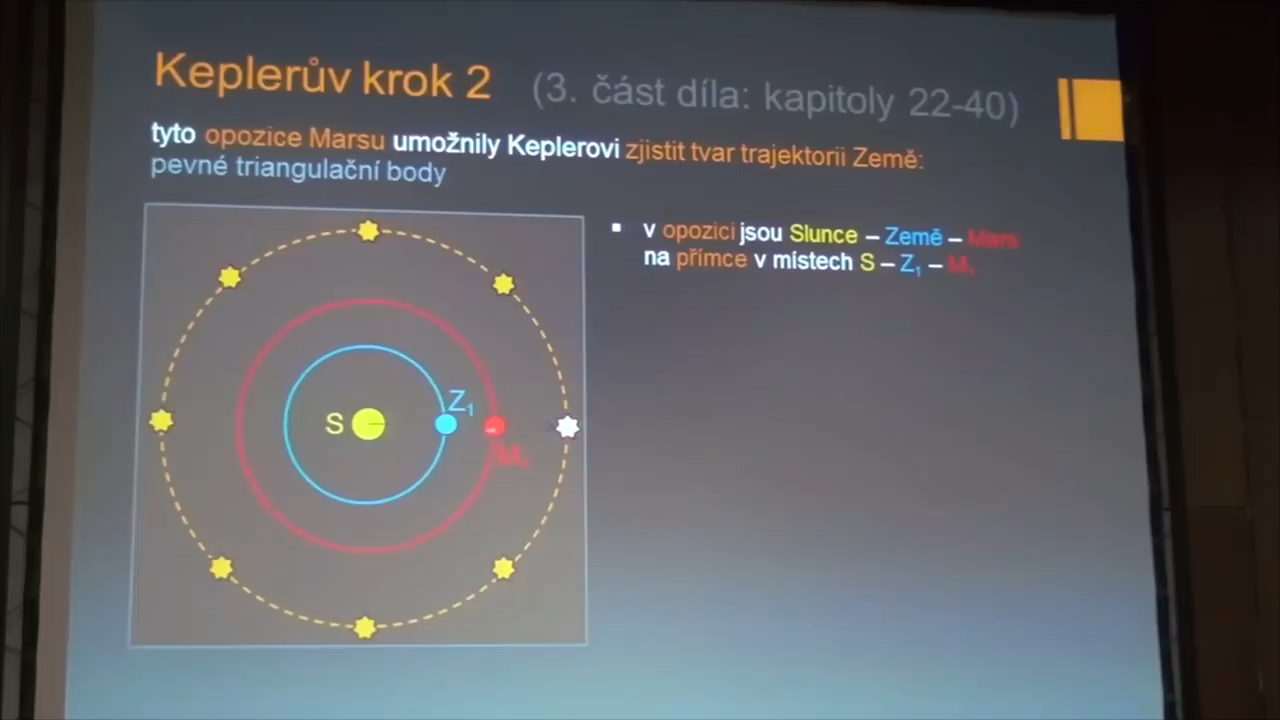 Keplerův krok 2 (3. část díla: kapitoly 22-40)
tyto opozice Marsu umožnily Keplerovi zjistit tvar trajektorii Země:
pevné triangulační body
v opozici jsou Slunce – Země – Mars
na přímce v místech S – Z₁ – M₁
Z₁
S
M₁